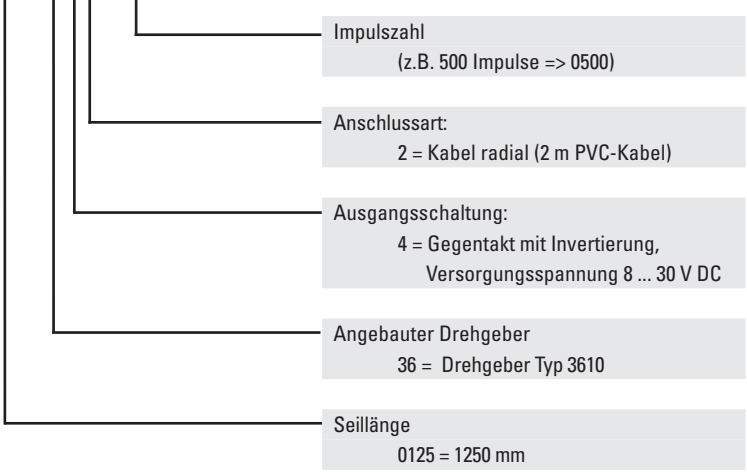 Impulszahl
(z.B. 500 Impulse => 0500)
Anschlussart:
2 = Kabel radial (2 m PVC-Kabel)
Ausgangsschaltung:
4 = Gegentakt mit Invertierung,
Versorgungsspannung 8 ... 30 V DC
Angebauter Drehgeber
36 = Drehgeber Typ 3610
Seillänge
0125 = 1250 mm